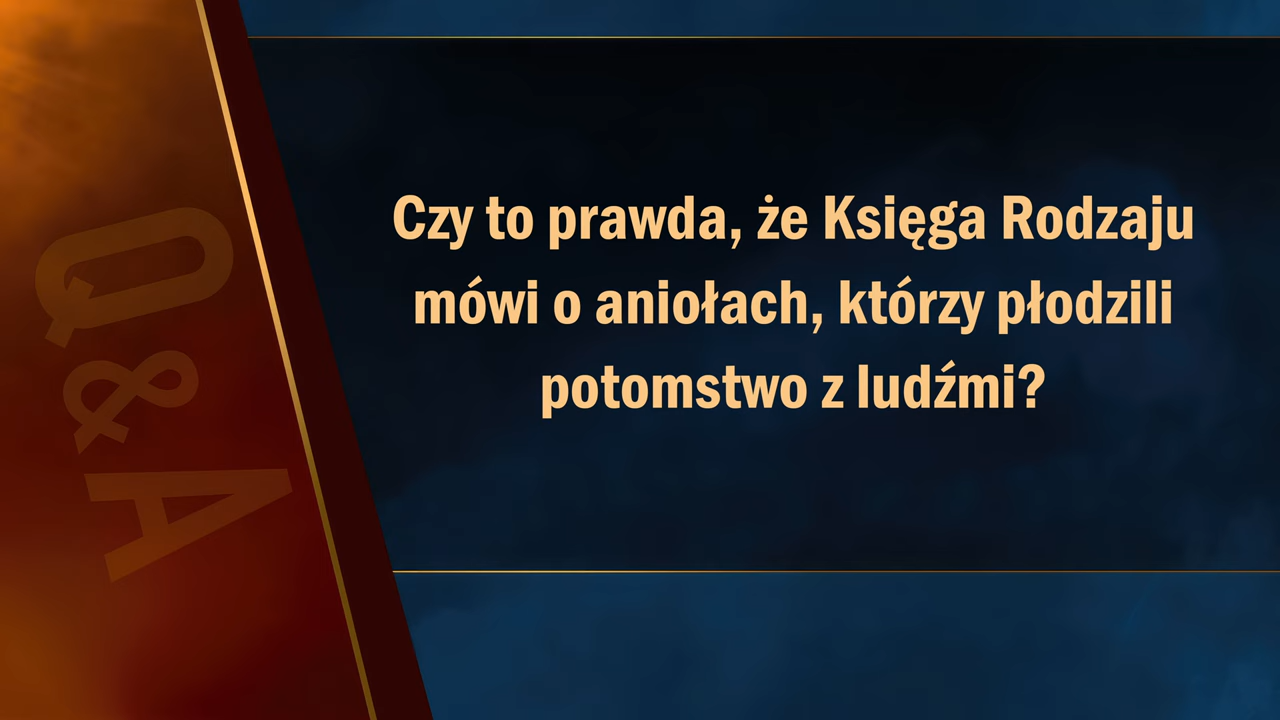 Q&A
Czy to prawda, że Księga Rodzaju
mówi o aniołach, którzy płodzili
potomstwo z ludźmi?